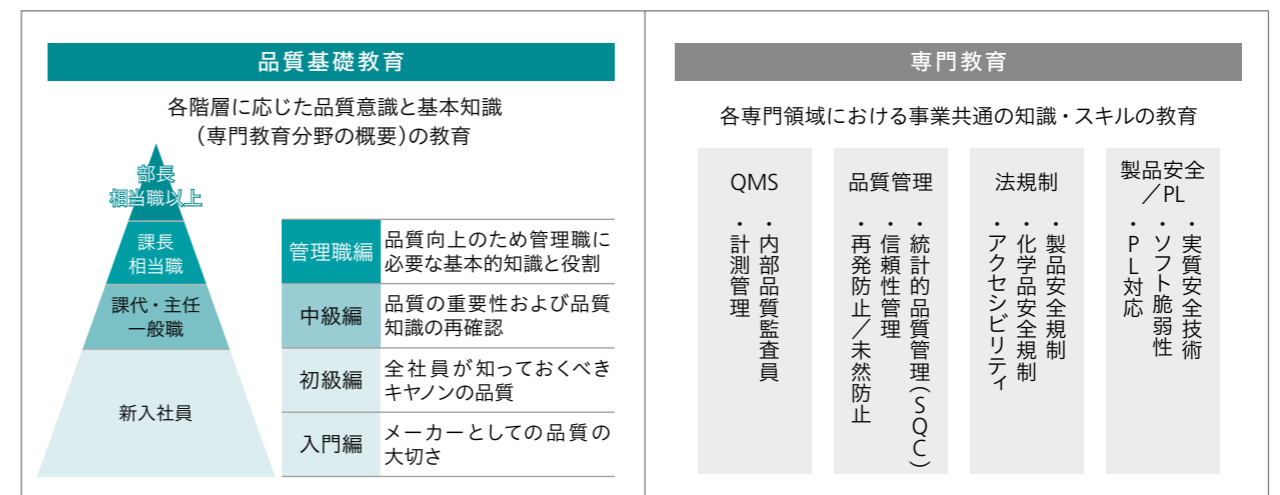 品質基礎教育
各階層に応じた品質意識と基本知識
(専門教育分野の概要)の教育
部長
相当職以上
課長
相当職
課代・主任
一般職
新入社員
管理職編
品質向上のため管理職に
必要な基本的知識と役割
中級編
品質の重要性および品質
知識の再確認
初級編
全社員が知っておくべき
キヤノンの品質
入門編
メーカーとしての品質の
大切さ
専門教育
各専門領域における事業共通の知識・スキルの教育
QMS
・内部品質監査員
・計測管理
品質管理
・統計的品質管理(SQC)
・信頼性管理
・再発防止/未然防止
法規制
・製品安全規制
・化学品安全規制
・アクセシビリティ
製品安全
/PL
・実質安全技術
・ソフト脆弱性
・PL対応